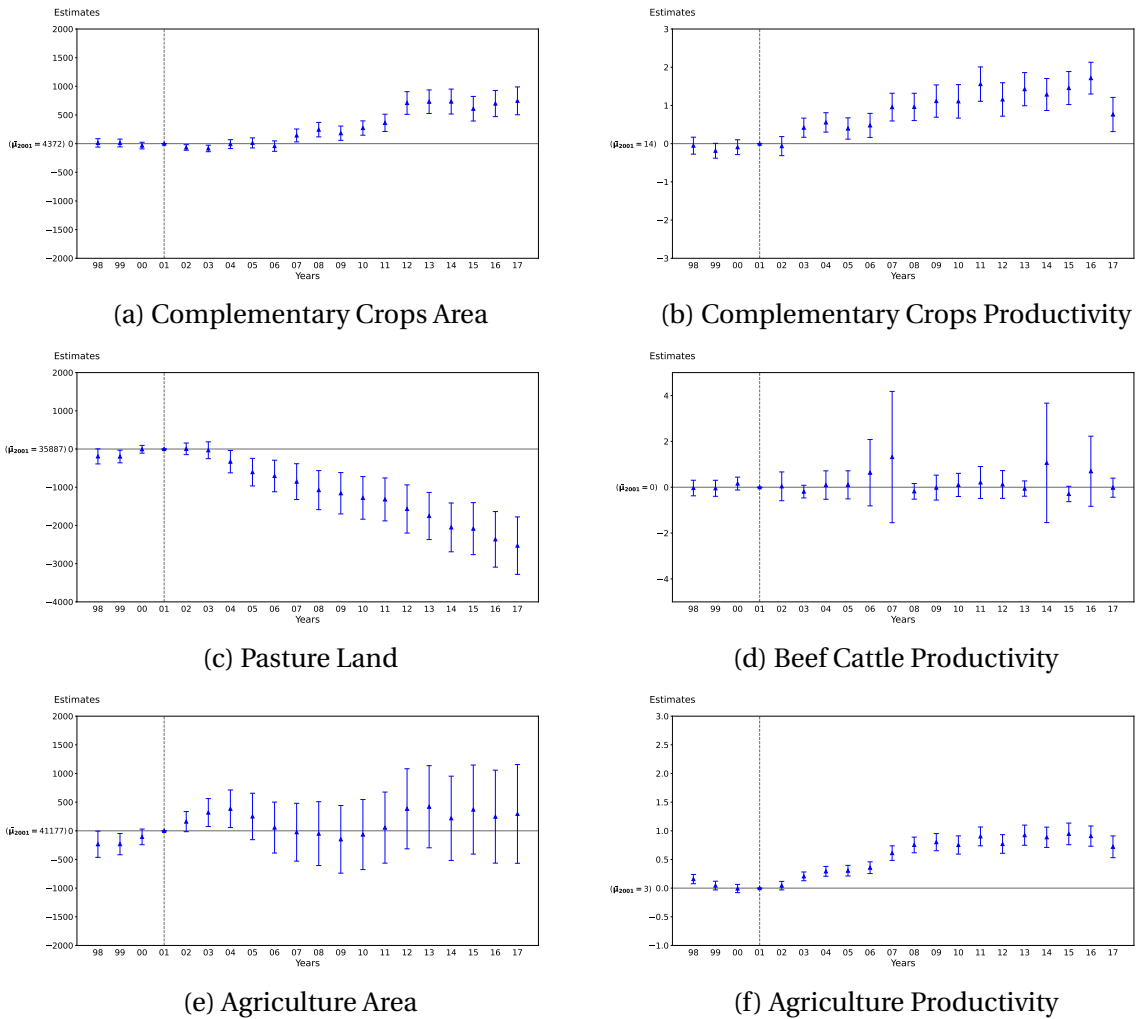 Estimates
2000
1500
1000
500
(μ̄₂₀₀₁ = 4372) 0
−500
−1000
−1500
−2000
98 99 00 01 02 03 04 05 06 07 08 09 10 11 12 13 14 15 16 17
Years
(a) Complementary Crops Area
Estimates
3
2
1
(μ̄₂₀₀₁ = 14) 0
−1
−2
−3
98 99 00 01 02 03 04 05 06 07 08 09 10 11 12 13 14 15 16 17
Years
(b) Complementary Crops Productivity
Estimates
2000
1000
(μ̄₂₀₀₁ = 35887) 0
−1000
−2000
−3000
−4000
98 99 00 01 02 03 04 05 06 07 08 09 10 11 12 13 14 15 16 17
Years
(c) Pasture Land
Estimates
4
2
(μ̄₂₀₀₁ = 0) 0
−2
−4
98 99 00 01 02 03 04 05 06 07 08 09 10 11 12 13 14 15 16 17
Years
(d) Beef Cattle Productivity
Estimates
2000
1500
1000
500
(μ̄₂₀₀₁ = 41177) 0
−500
−1000
−1500
−2000
98 99 00 01 02 03 04 05 06 07 08 09 10 11 12 13 14 15 16 17
Years
(e) Agriculture Area
Estimates
3.0
2.5
2.0
1.5
1.0
0.5
(μ̄₂₀₀₁ = 3) 0.0
−0.5
−1.0
98 99 00 01 02 03 04 05 06 07 08 09 10 11 12 13 14 15 16 17
Years
(f) Agriculture Productivity